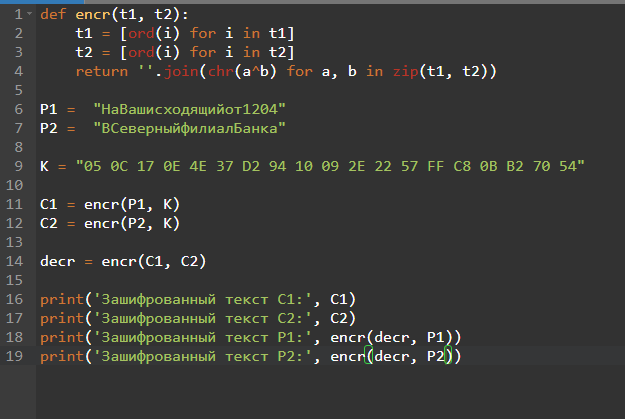 1 def encr(t1, t2):
2 t1 = [ord(i) for i in t1]
3 t2 = [ord(i) for i in t2]
4 return ''.join(chr(a^b) for a, b in zip(t1, t2))
5
6 P1 = "НаВашисходящийот1204"
7 P2 = "ВСеверныйфилиалБанка"
8
9 K = "05 0C 17 0E 4E 37 D2 94 10 09 2E 22 57 FF C8 0B B2 70 54"
10
11 C1 = encr(P1, K)
12 C2 = encr(P2, K)
13
14 decr = encr(C1, C2)
15
16 print('Зашифрованный текст C1:', C1)
17 print('Зашифрованный текст C2:', C2)
18 print('Зашифрованный текст P1:', encr(decr, P1))
19 print('Зашифрованный текст P2:', encr(decr, P2))